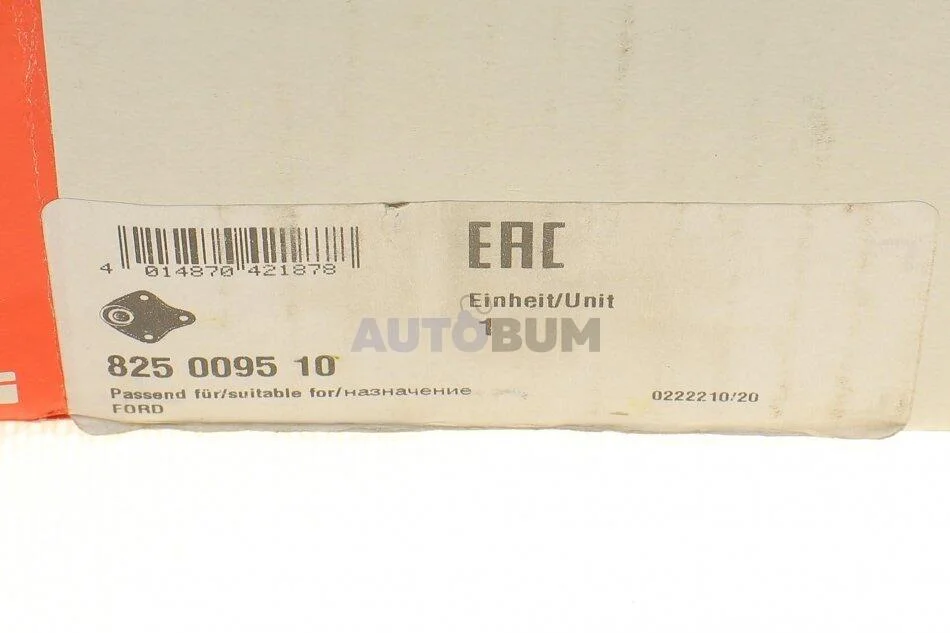 EAC
4 014870 421878
Einheit/Unit
1
AUTOBUM
825 0095 10
Passend für/suitable for/назначение
FORD
0222210/20